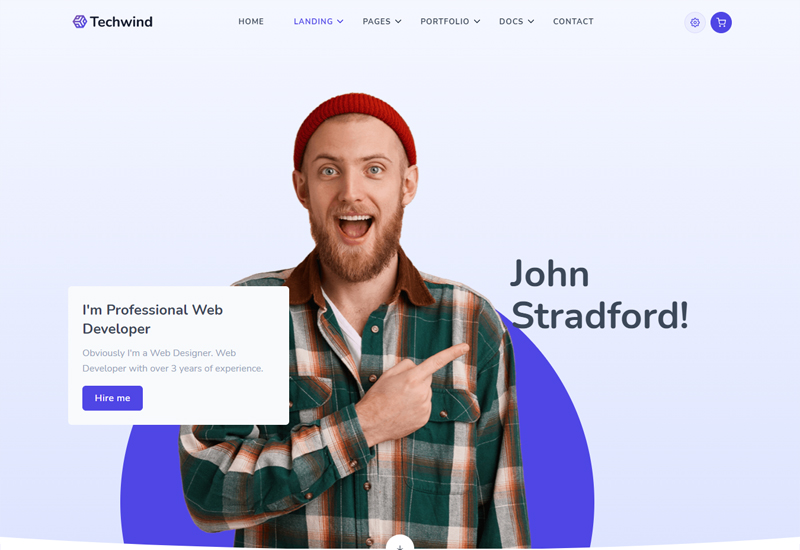 Techwind
HOME
LANDING
PAGES
PORTFOLIO
DOCS
CONTACT
John
Stradford!
I'm Professional Web
Developer
Obviously I'm a Web Designer. Web
Developer with over 3 years of experience.
Hire me